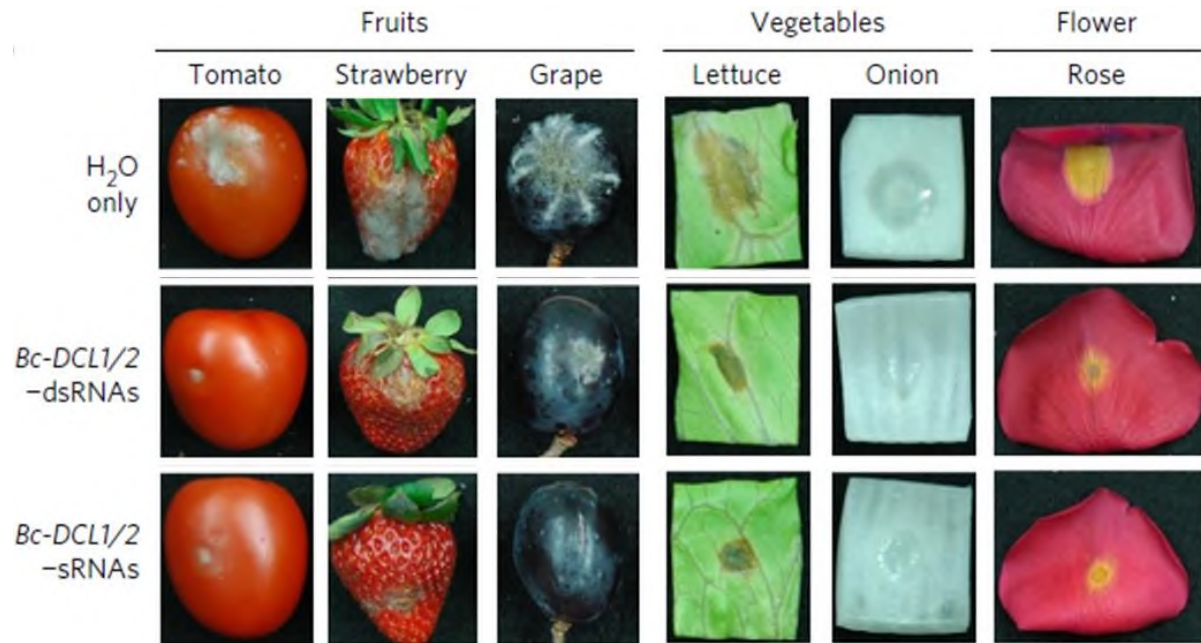 Fruits Vegetables Flower
Tomato Strawberry Grape Lettuce Onion Rose
H₂O
only
Bc-DCL1/2
–dsRNAs
Bc-DCL1/2
–sRNAs